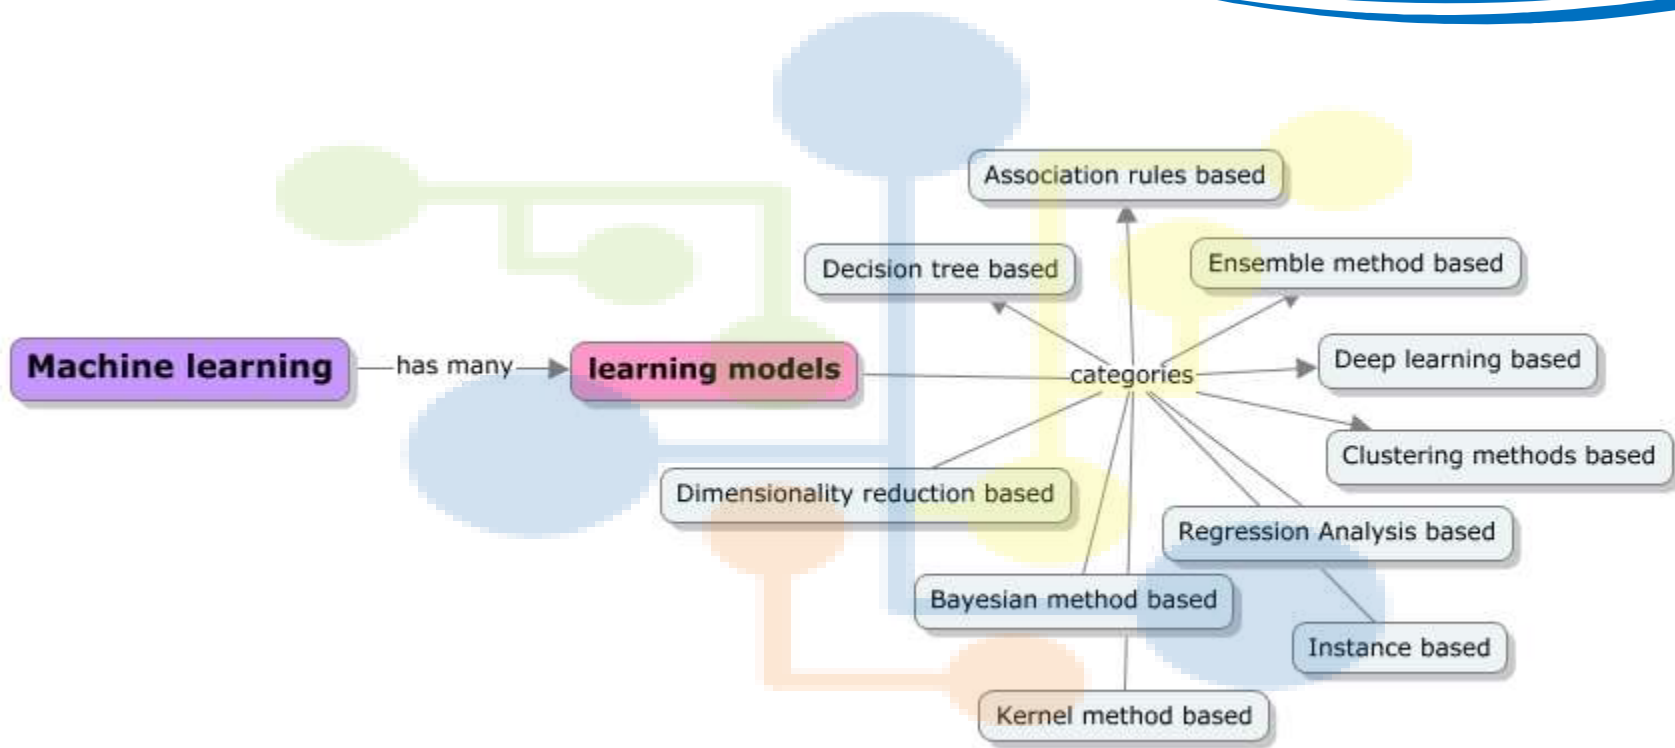 Association rules based
Decision tree based
Ensemble method based
Machine learning
has many
learning models
categories
Deep learning based
Clustering methods based
Dimensionality reduction based
Regression Analysis based
Bayesian method based
Instance based
Kernel method based